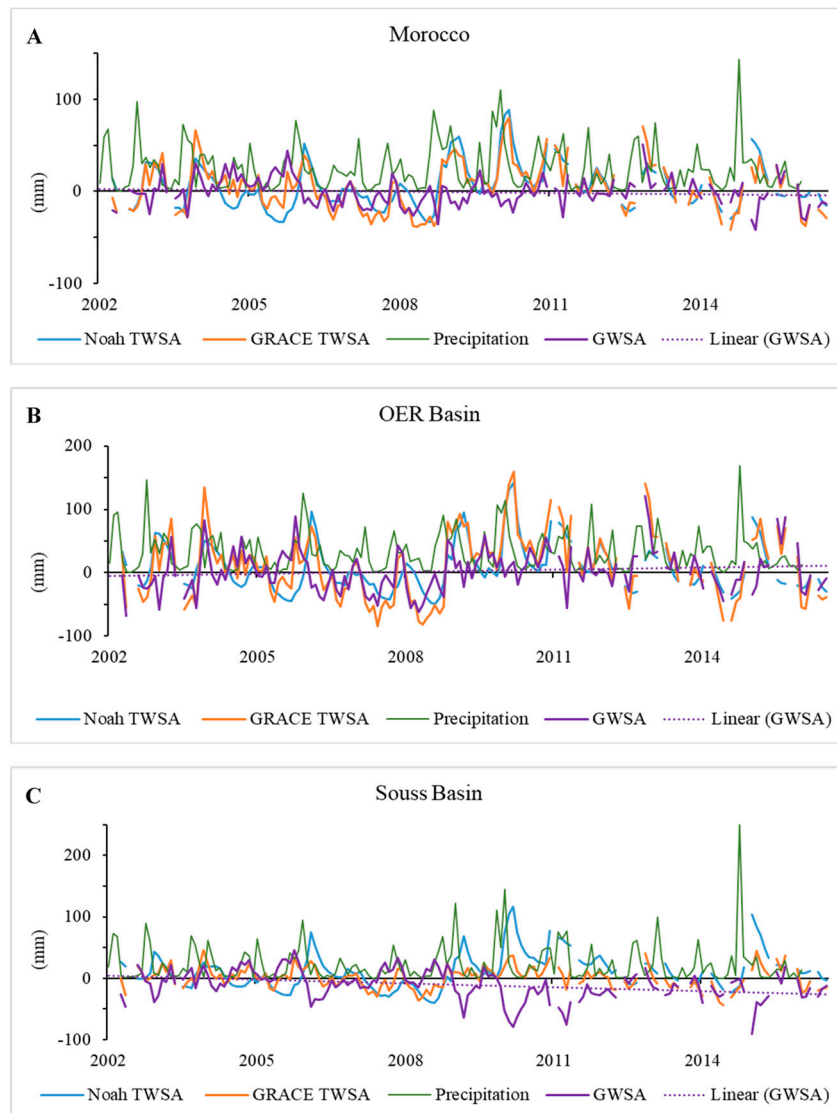 A
Morocco
100
0
-100
(mm)
2002 2005 2008 2011 2014
Noah TWSA GRACE TWSA Precipitation GWSA Linear (GWSA)
B
OER Basin
200
100
0
-100
(mm)
2002 2005 2008 2011 2014
Noah TWSA GRACE TWSA Precipitation GWSA Linear (GWSA)
C
Souss Basin
200
100
0
-100
(mm)
2002 2005 2008 2011 2014
Noah TWSA GRACE TWSA Precipitation GWSA Linear (GWSA)